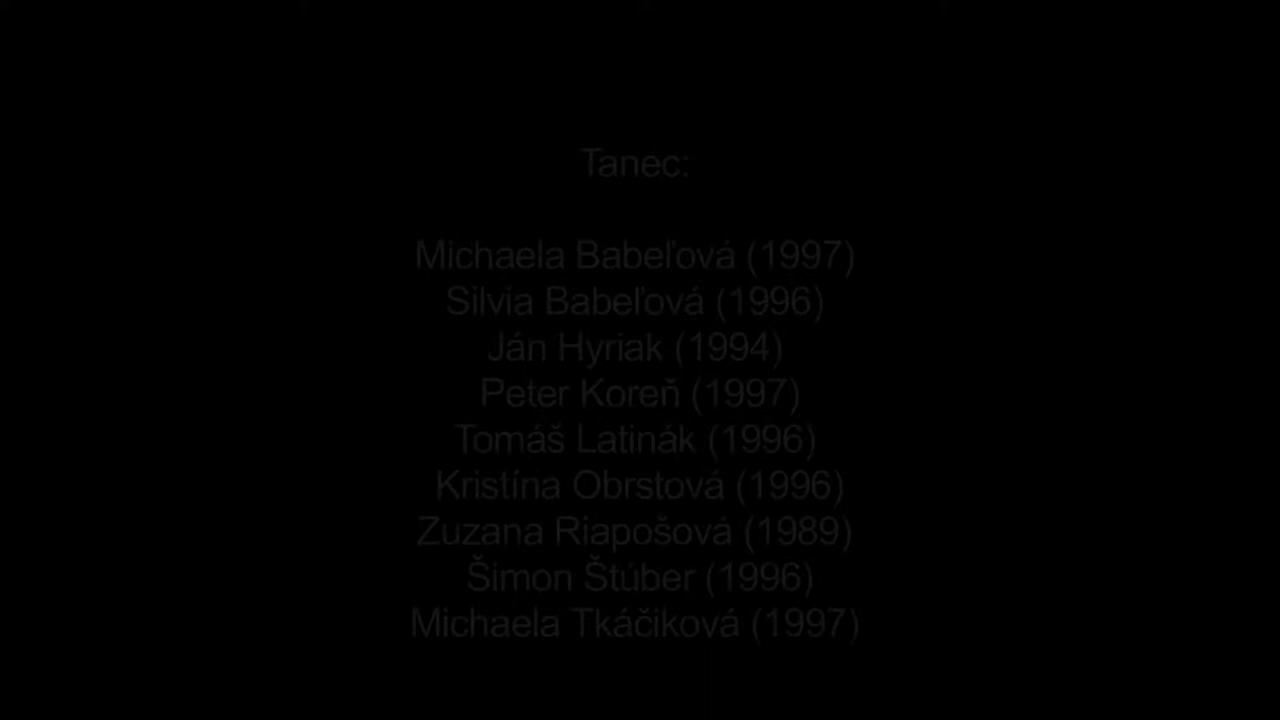 Tanec:
Michaela Babeľová (1997)
Silvia Babeľová (1996)
Ján Hyriak (1994)
Peter Koreň (1997)
Tomáš Latinák (1996)
Kristína Obrstová (1996)
Zuzana Riapošová (1989)
Šimon Štúber (1996)
Michaela Tkáčiková (1997)